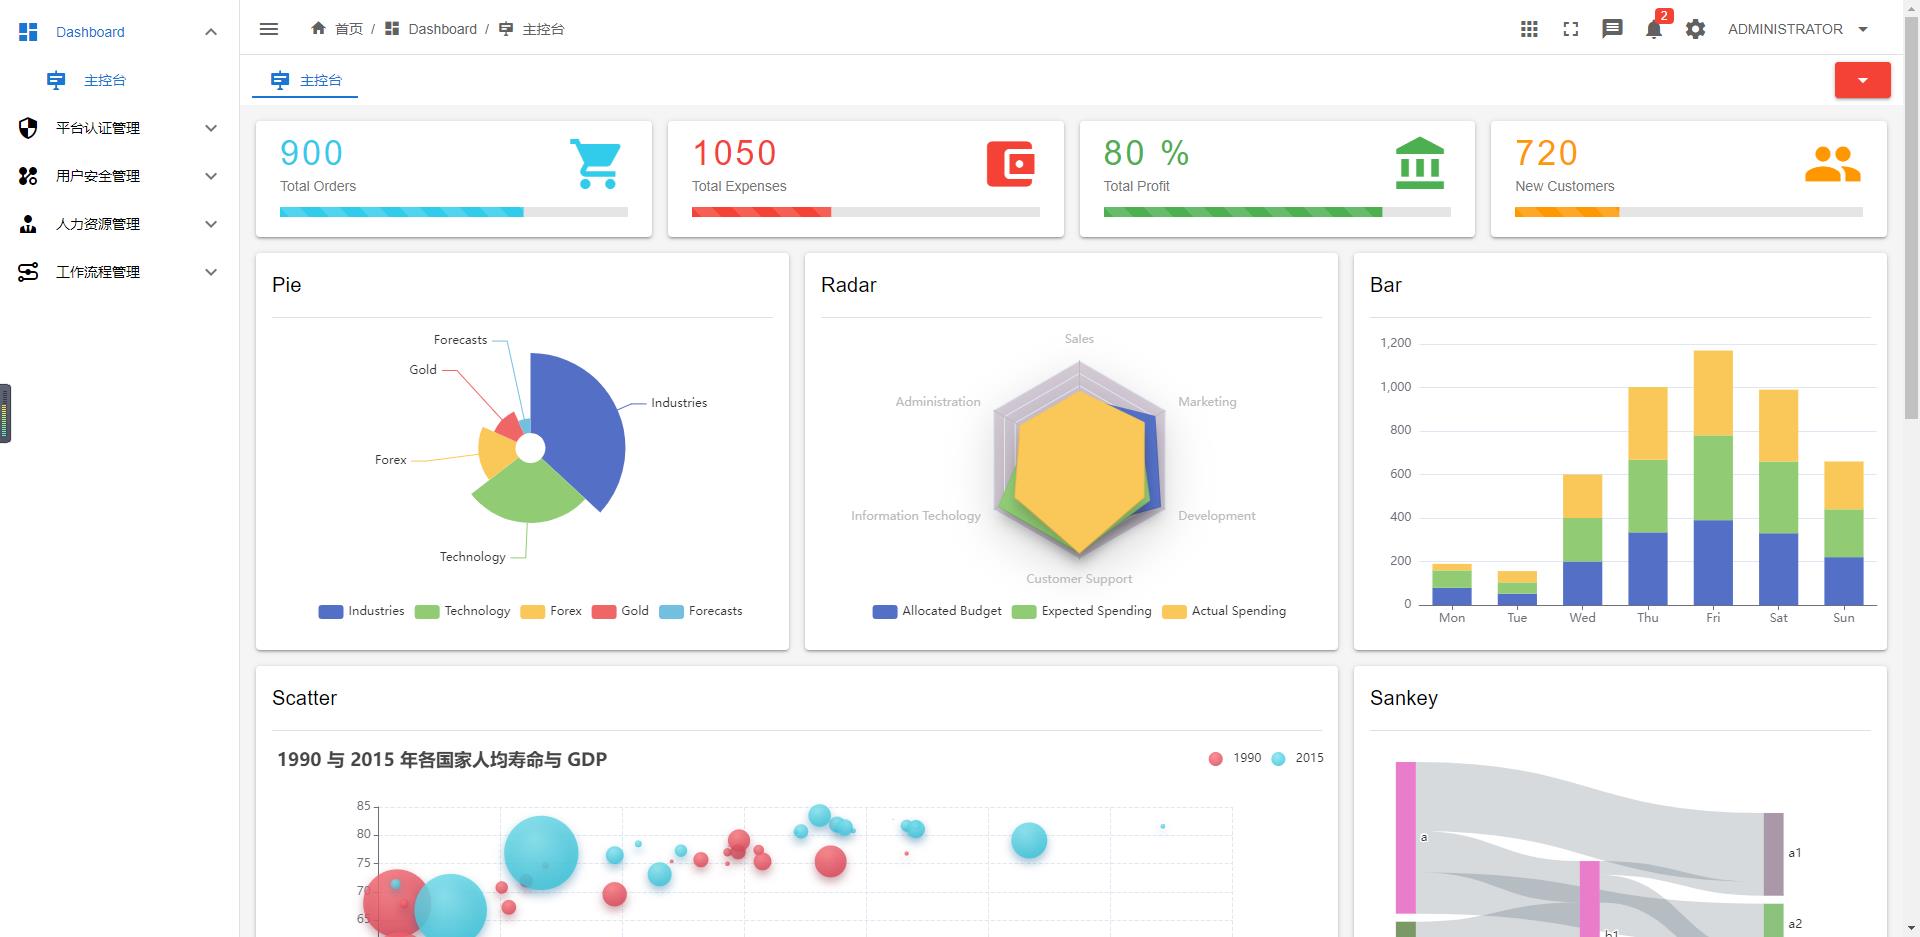 Dashboard
主控台
平台认证管理
用户安全管理
人力资源管理
工作流程管理
首页 / Dashboard / 主控台
2
ADMINISTRATOR
主控台
900
Total Orders
1050
Total Expenses
80 %
Total Profit
720
New Customers
Pie
Forecasts
Gold
Industries
Forex
Technology
Industries Technology Forex Gold Forecasts
Radar
Sales
Administration
Marketing
Information Techology
Development
Customer Support
Allocated Budget Expected Spending Actual Spending
Bar
1,200
1,000
800
600
400
200
0
Mon Tue Wed Thu Fri Sat Sun
Scatter
1990 与 2015 年各国家人均寿命与 GDP
1990 2015
85
80
75
70
65
Sankey
a
a1
a2
b1